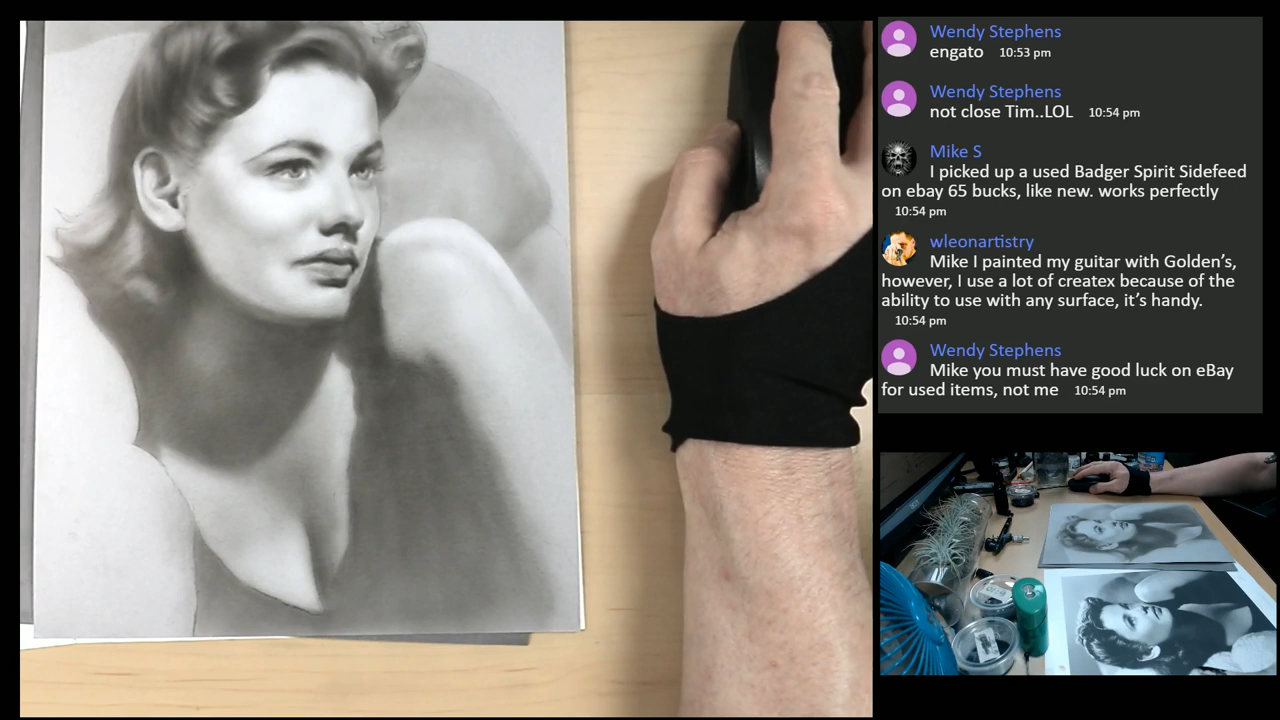 Wendy Stephens
engato 10:53 pm
Wendy Stephens
not close Tim..LOL 10:54 pm
Mike S
I picked up a used Badger Spirit Sidefeed
on ebay 65 bucks, like new. works perfectly
10:54 pm
wleonartistry
Mike I painted my guitar with Golden's,
however, I use a lot of createx because of the
ability to use with any surface, it's handy.
10:54 pm
Wendy Stephens
Mike you must have good luck on eBay
for used items, not me 10:54 pm